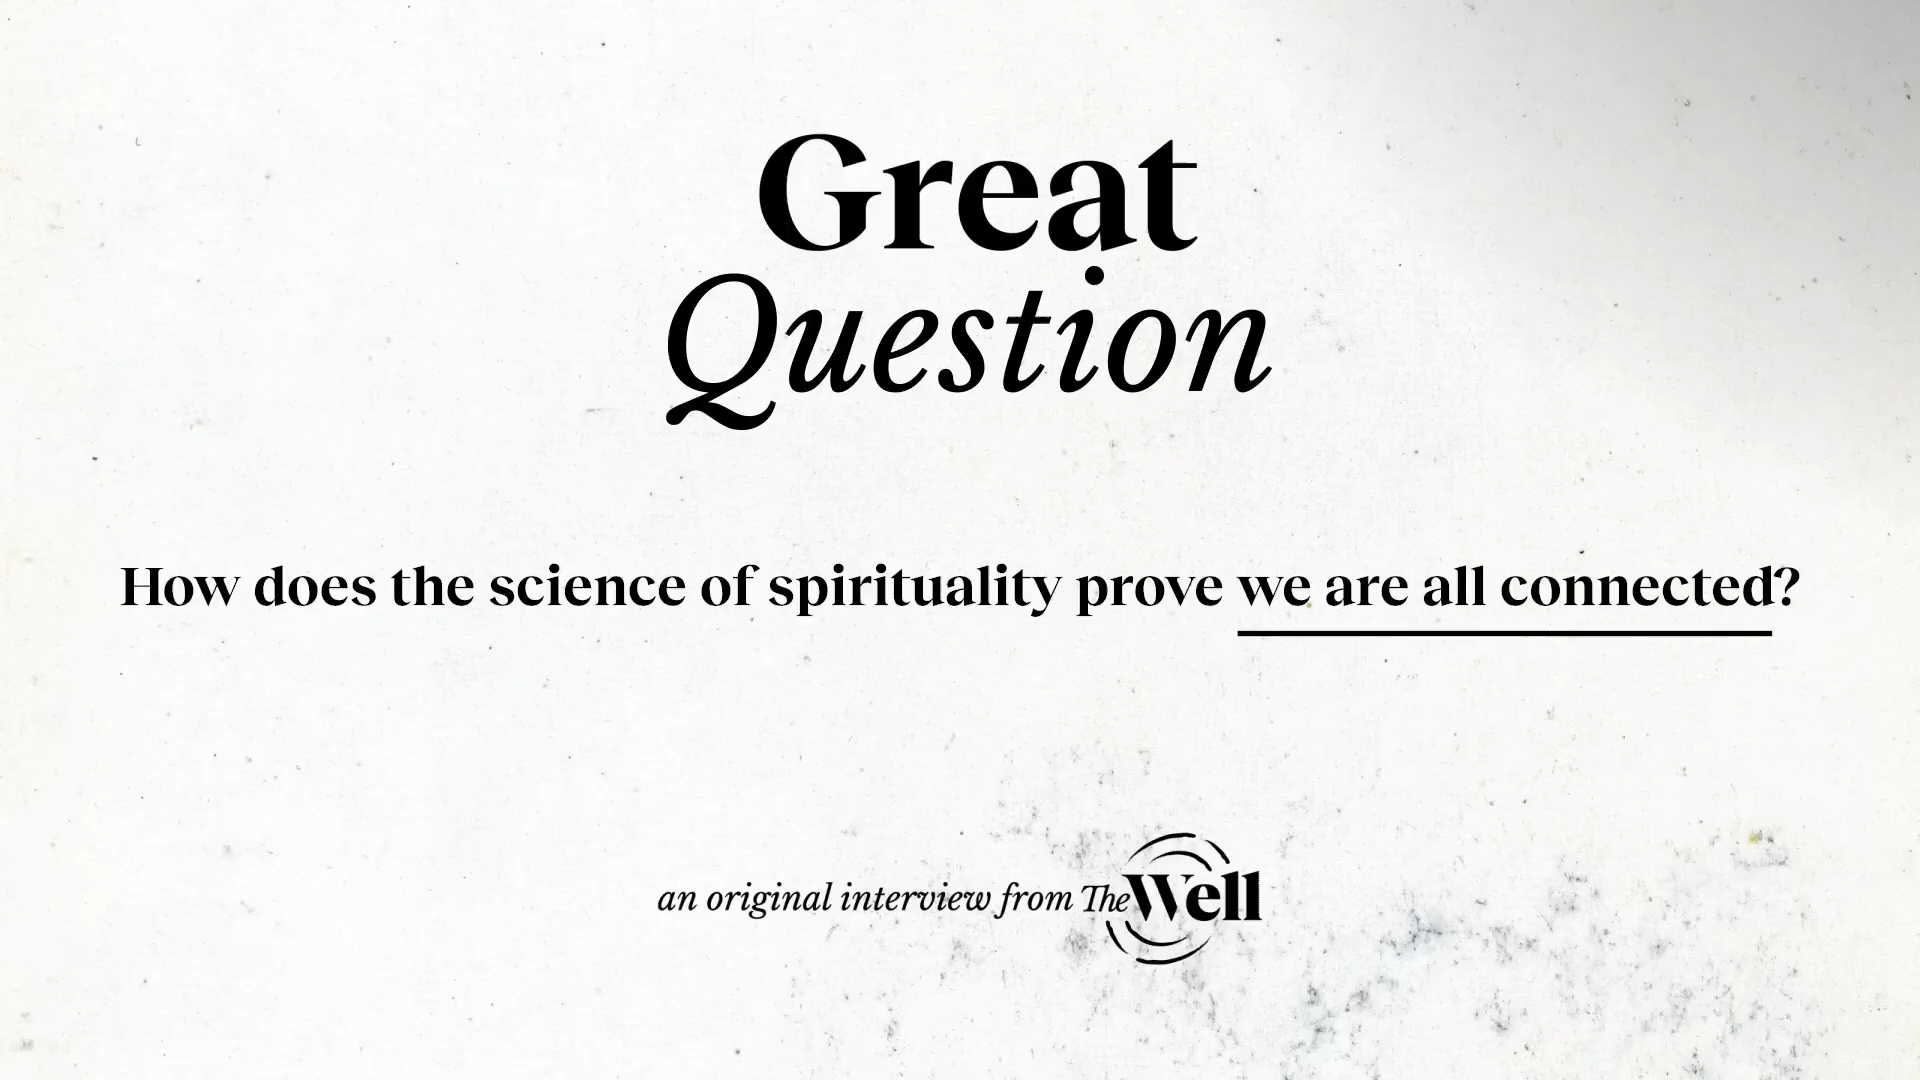 Great
Question
How does the science of spirituality prove we are all connected?
an original interview from The Well